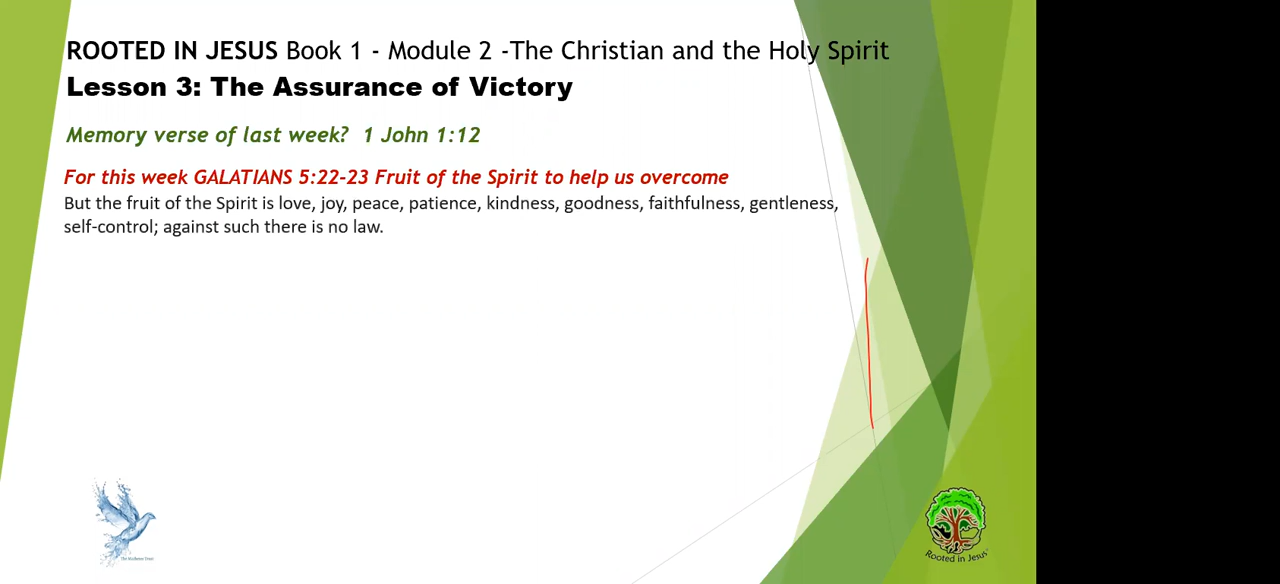 ROOTED IN JESUS Book 1 - Module 2 -The Christian and the Holy Spirit
Lesson 3: The Assurance of Victory
Memory verse of last week? 1 John 1:12
For this week GALATIANS 5:22-23 Fruit of the Spirit to help us overcome
But the fruit of the Spirit is love, joy, peace, patience, kindness, goodness, faithfulness, gentleness,
self-control; against such there is no law.
Rooted in Jesus